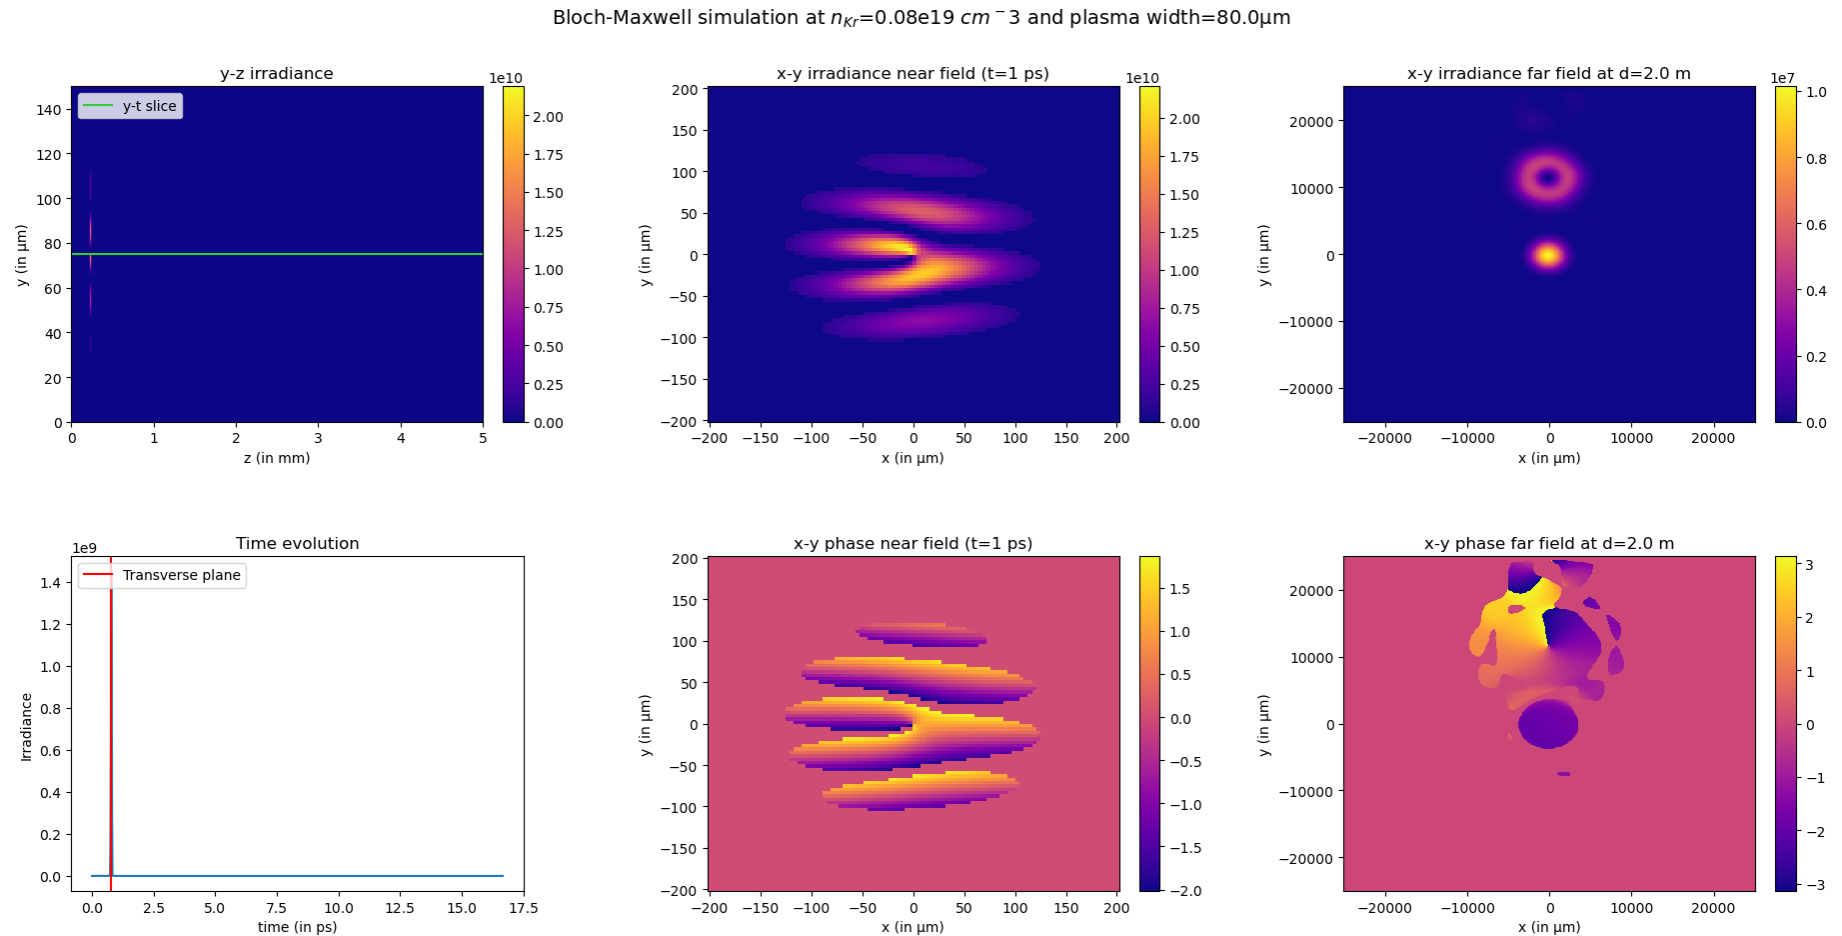 Bloch-Maxwell simulation at n_Kr=0.08e19 cm^-3 and plasma width=80.0μm
y-z irradiance
1e10
y-t slice
140
120
100
80
60
40
20
0
y (in μm)
0 1 2 3 4 5
z (in mm)
2.00
1.75
1.50
1.25
1.00
0.75
0.50
0.25
0.00
x-y irradiance near field (t=1 ps)
1e10
200
150
100
50
0
−50
−100
−150
−200
y (in μm)
−200 −150 −100 −50 0 50 100 150 200
x (in μm)
2.00
1.75
1.50
1.25
1.00
0.75
0.50
0.25
0.00
x-y irradiance far field at d=2.0 m
1e7
20000
10000
0
−10000
−20000
y (in μm)
−20000 −10000 0 10000 20000
x (in μm)
1.0
0.8
0.6
0.4
0.2
0.0
Time evolution
1e9
Transverse plane
1.4
1.2
1.0
0.8
0.6
0.4
0.2
0.0
Irradiance
0.0 2.5 5.0 7.5 10.0 12.5 15.0 17.5
time (in ps)
x-y phase near field (t=1 ps)
200
150
100
50
0
−50
−100
−150
−200
y (in μm)
−200 −150 −100 −50 0 50 100 150 200
x (in μm)
1.5
1.0
0.5
0.0
−0.5
−1.0
−1.5
−2.0
x-y phase far field at d=2.0 m
20000
10000
0
−10000
−20000
y (in μm)
−20000 −10000 0 10000 20000
x (in μm)
3
2
1
0
−1
−2
−3